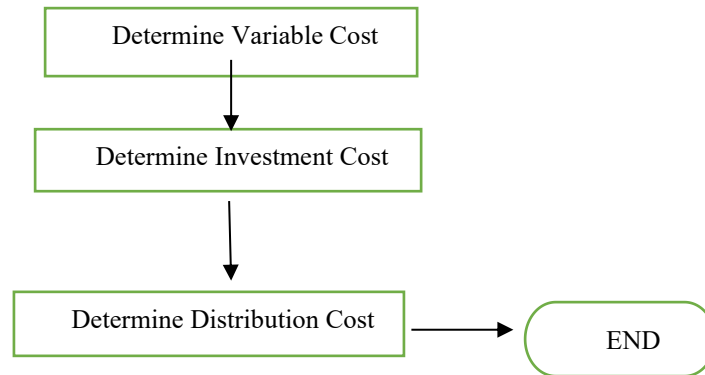 Determine Variable Cost
Determine Investment Cost
Determine Distribution Cost
END